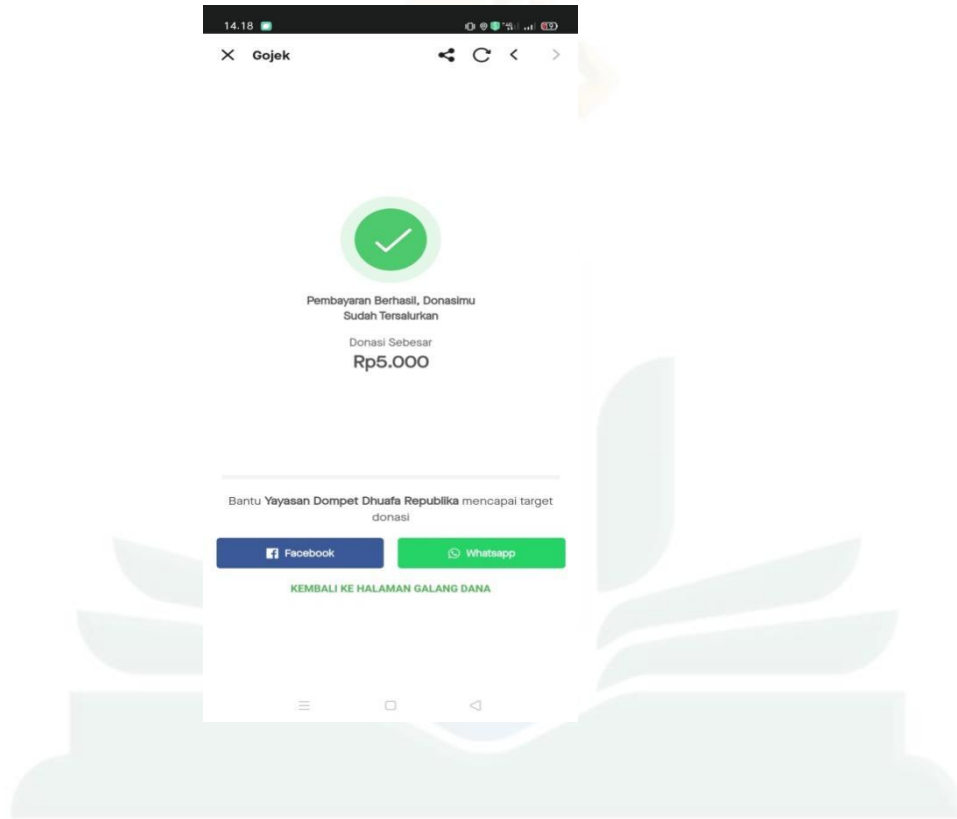 14.18
Gojek
Pembayaran Berhasil, Donasimu
Sudah Tersalurkan
Donasi Sebesar
Rp5.000
Bantu Yayasan Dompet Dhuafa Republika mencapai target
donasi
Facebook
Whatsapp
KEMBALI KE HALAMAN GALANG DANA